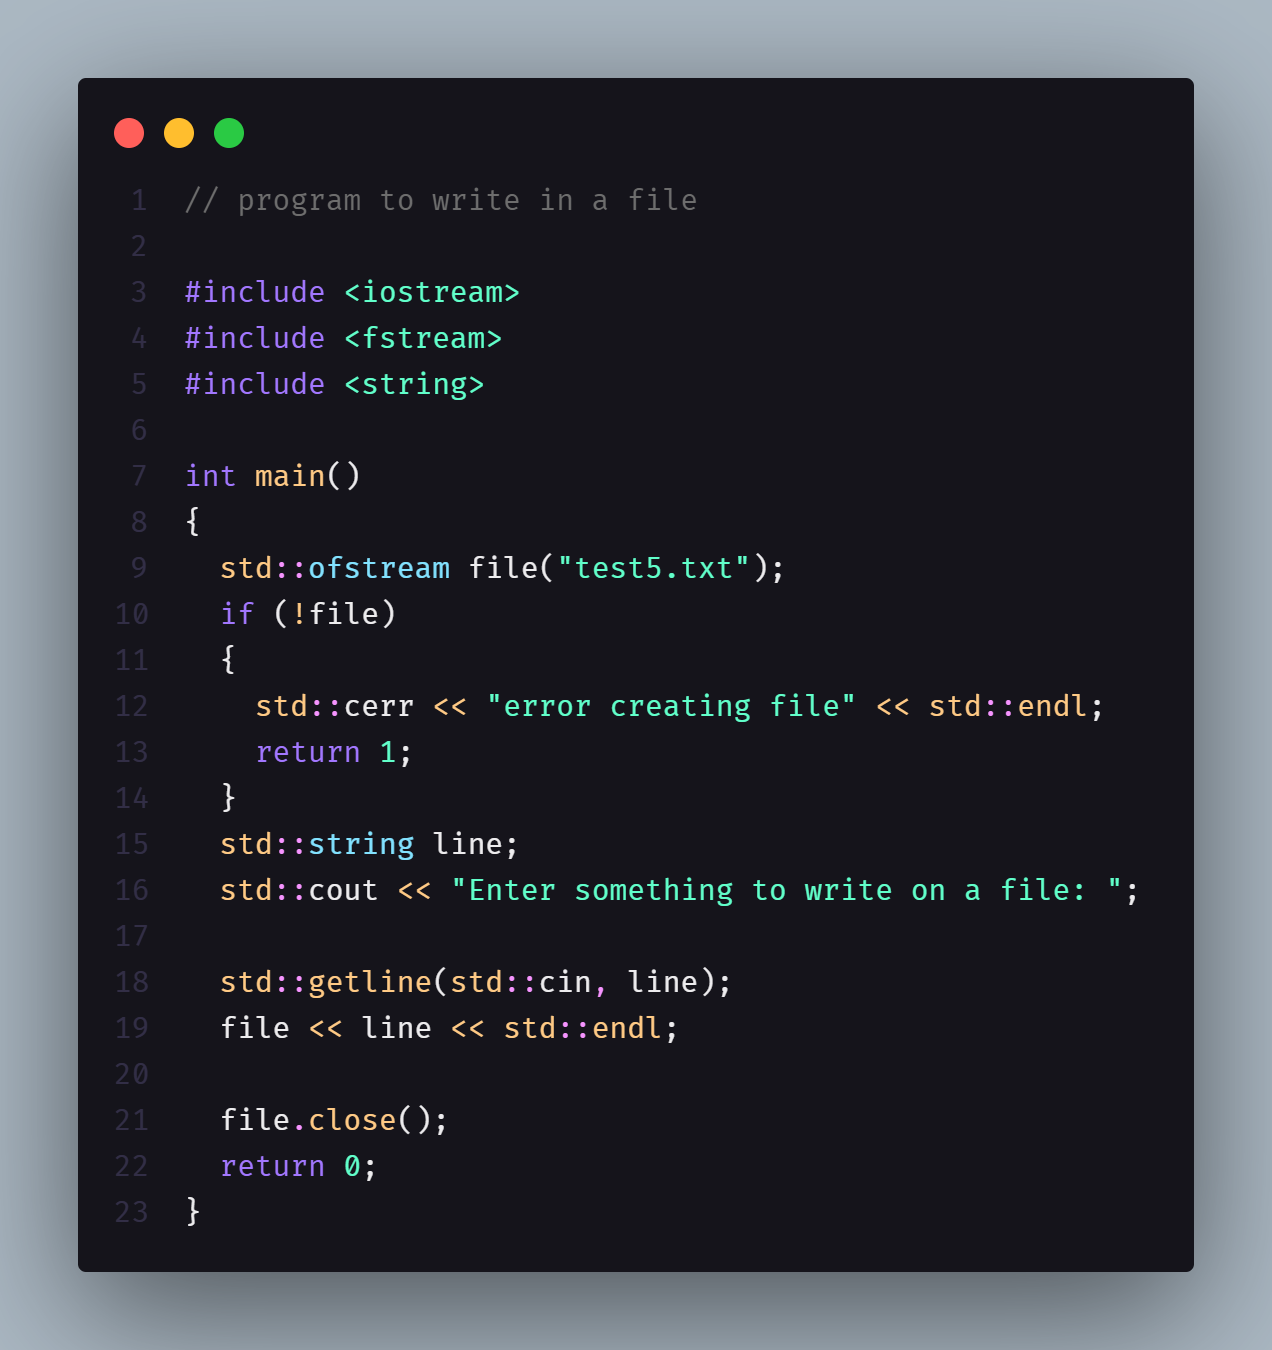 1 // program to write in a file
2
3 #include <iostream>
4 #include <fstream>
5 #include <string>
6
7 int main()
8 {
9   std::ofstream file("test5.txt");
10   if (!file)
11   {
12     std::cerr << "error creating file" << std::endl;
13     return 1;
14   }
15   std::string line;
16   std::cout << "Enter something to write on a file: ";
17
18   std::getline(std::cin, line);
19   file << line << std::endl;
20
21   file.close();
22   return 0;
23 }